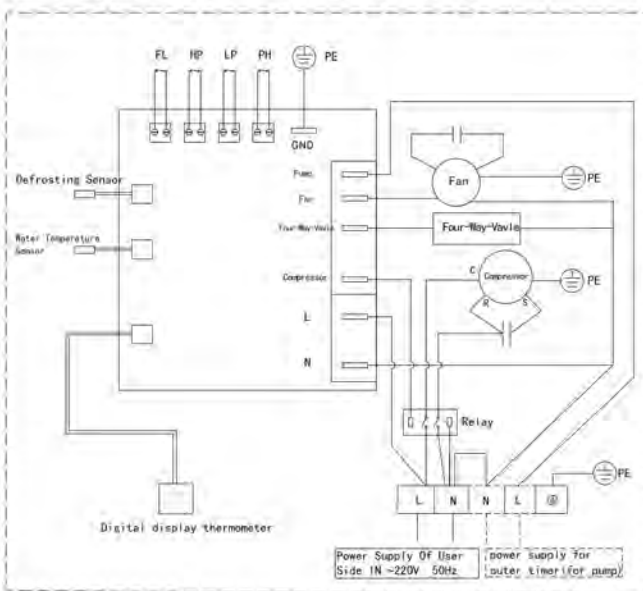 FL HP LP PH PE
GND
Defrosting Sensor
Pump
Fan
Fan
PE
Water Temperature
Sensor
Four-Way-Vavle
Four-Way-Vavle
Compressor
C
Compressor
R S
PE
L
N
Relay
PE
L N N L
Digital display thermometer
Power Supply Of User
Side IN ~220V 50Hz
power supply for
outer timer(for pump)